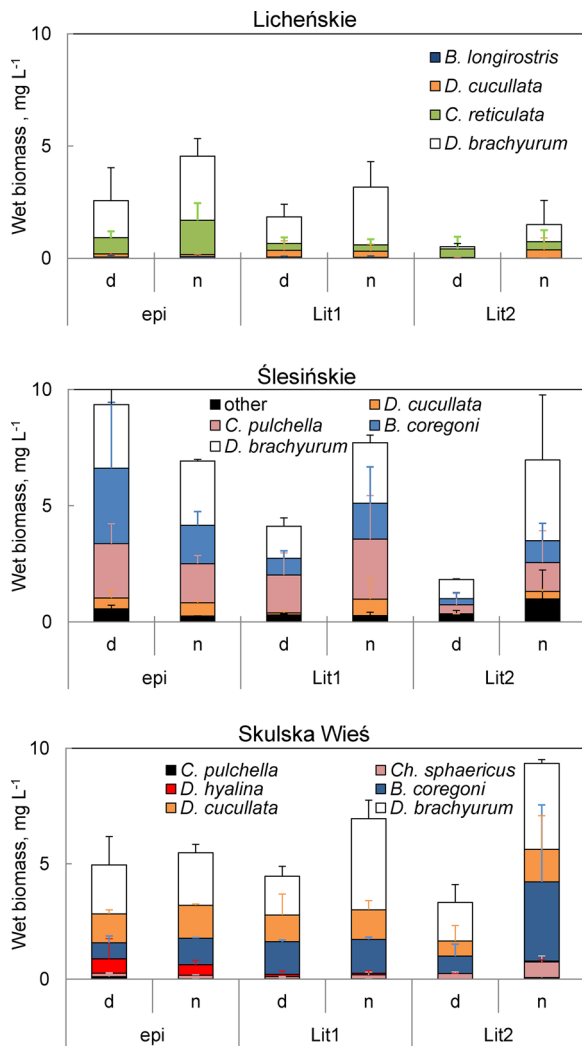 Licheńskie
10
B. longirostris
D. cucullata
C. reticulata
D. brachyurum
5
0
Wet biomass , mg L-1
d n d n d n
epi Lit1 Lit2
Ślesińskie
10
other D. cucullata
C. pulchella B. coregoni
D. brachyurum
5
0
Wet biomass, mg L-1
d n d n d n
epi Lit1 Lit2
Skulska Wieś
10
C. pulchella Ch. sphaericus
D. hyalina B. coregoni
D. cucullata D. brachyurum
5
0
Wet biomass, mg L-1
d n d n d n
epi Lit1 Lit2